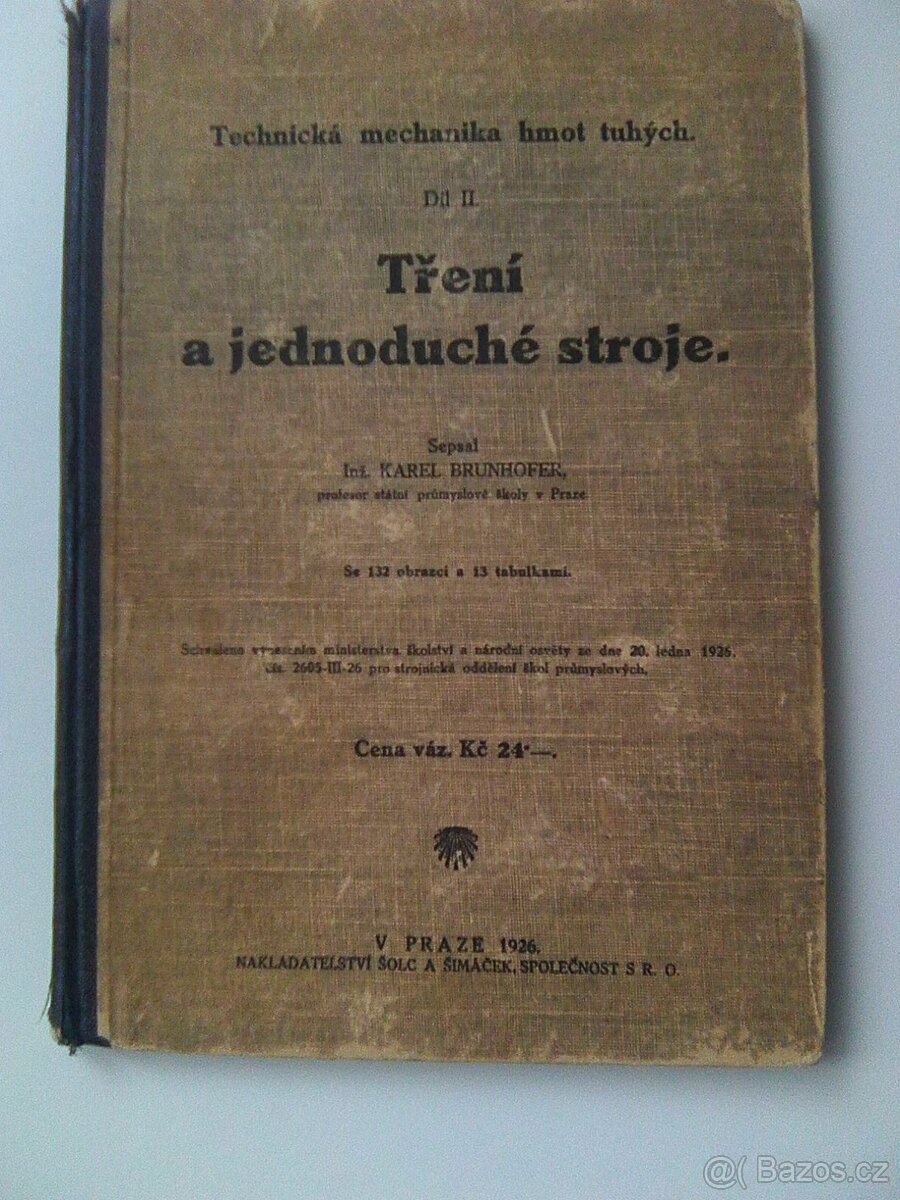 Technická mechanika hmot tuhých.
Díl II.
Tření
a jednoduché stroje.
Sepsal
Inž. KAREL BRUNHOFER,
profesor státní průmyslové školy v Praze.
Se 132 obrazci a 13 tabulkami.
Schváleno vynesením ministerstva školství a národní osvěty ze dne 20. ledna 1926.
čís. 2605-III-26 pro strojnická oddělení škol průmyslových.
Cena váz. Kč 24·—.
V PRAZE 1926.
NAKLADATELSTVÍ ŠOLC A ŠIMÁČEK, SPOLEČNOST S R. O.
@( Bazos.cz